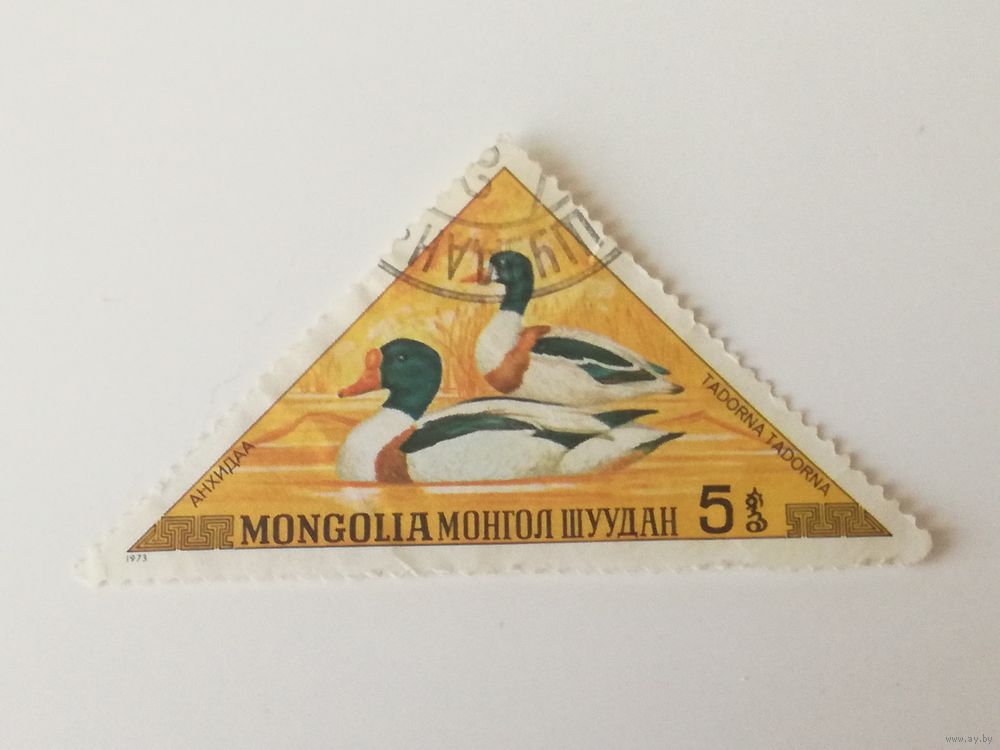 АНХИДАА
TADORNA TADORNA
MONGOLIA МОНГОЛ ШУУДАН 5
1973
www.ay.by